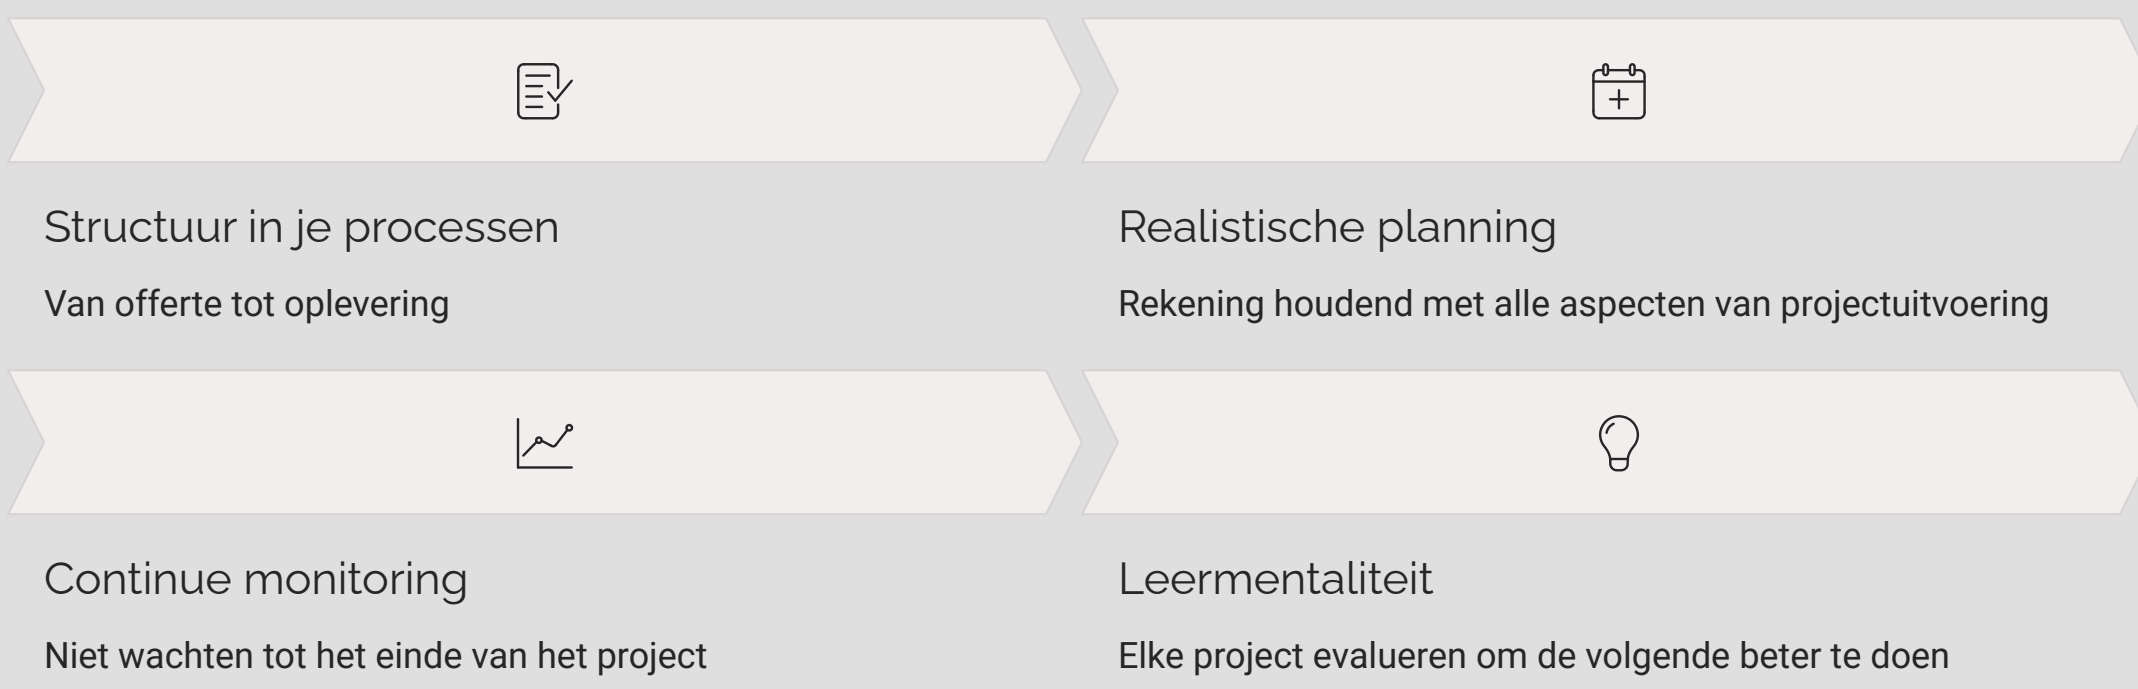 Structuur in je processen
Van offerte tot oplevering
Realistische planning
Rekening houdend met alle aspecten van projectuitvoering
Continue monitoring
Niet wachten tot het einde van het project
Leermentaliteit
Elke project evalueren om de volgende beter te doen